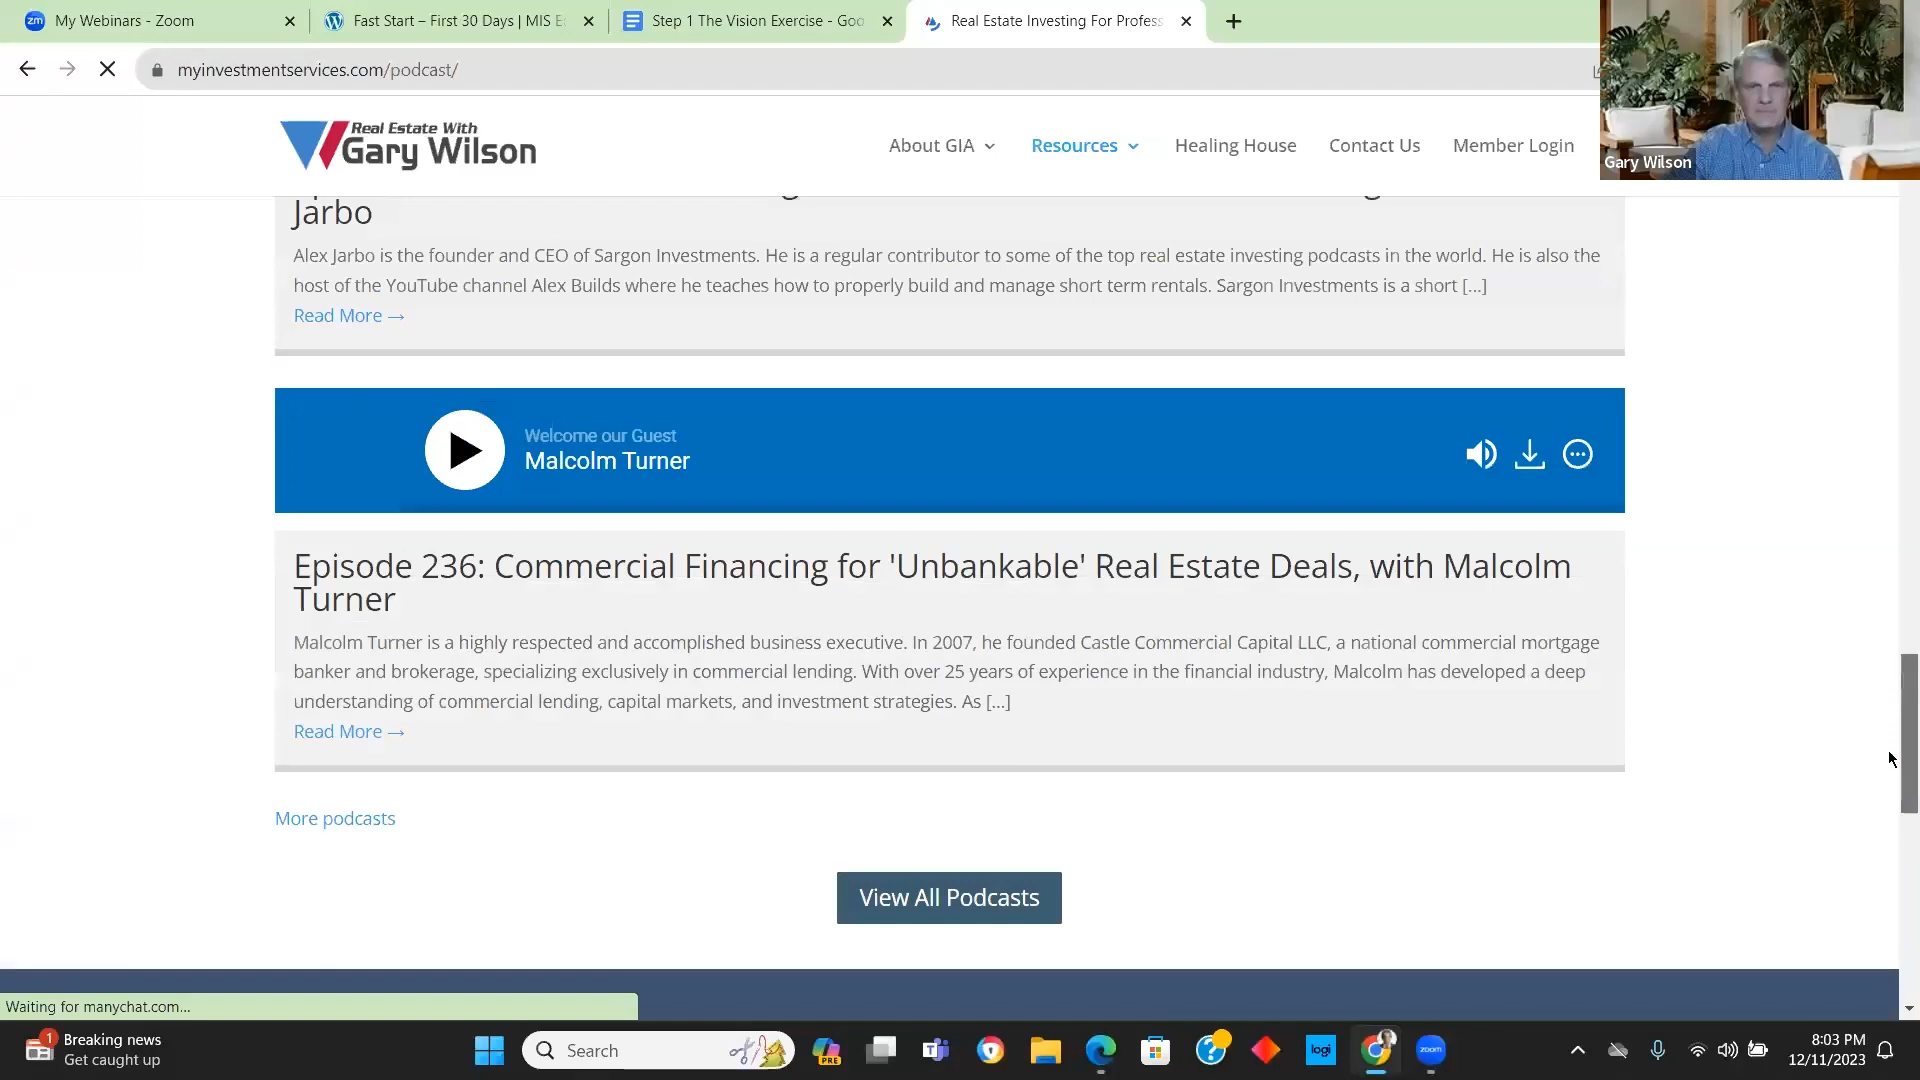 My Webinars - Zoom
Fast Start – First 30 Days | MIS E
Step 1 The Vision Exercise - Goo
Real Estate Investing For Profess
myinvestmentservices.com/podcast/
Real Estate With
Gary Wilson
About GIA
Resources
Healing House
Contact Us
Member Login
Gary Wilson
Jarbo
Alex Jarbo is the founder and CEO of Sargon Investments. He is a regular contributor to some of the top real estate investing podcasts in the world. He is also the
host of the YouTube channel Alex Builds where he teaches how to properly build and manage short term rentals. Sargon Investments is a short [...]
Read More →
Welcome our Guest
Malcolm Turner
Episode 236: Commercial Financing for 'Unbankable' Real Estate Deals, with Malcolm
Turner
Malcolm Turner is a highly respected and accomplished business executive. In 2007, he founded Castle Commercial Capital LLC, a national commercial mortgage
banker and brokerage, specializing exclusively in commercial lending. With over 25 years of experience in the financial industry, Malcolm has developed a deep
understanding of commercial lending, capital markets, and investment strategies. As [...]
Read More →
More podcasts
View All Podcasts
Waiting for manychat.com...
1
Breaking news
Get caught up
Search
PRE
logi
zoom
8:03 PM
12/11/2023